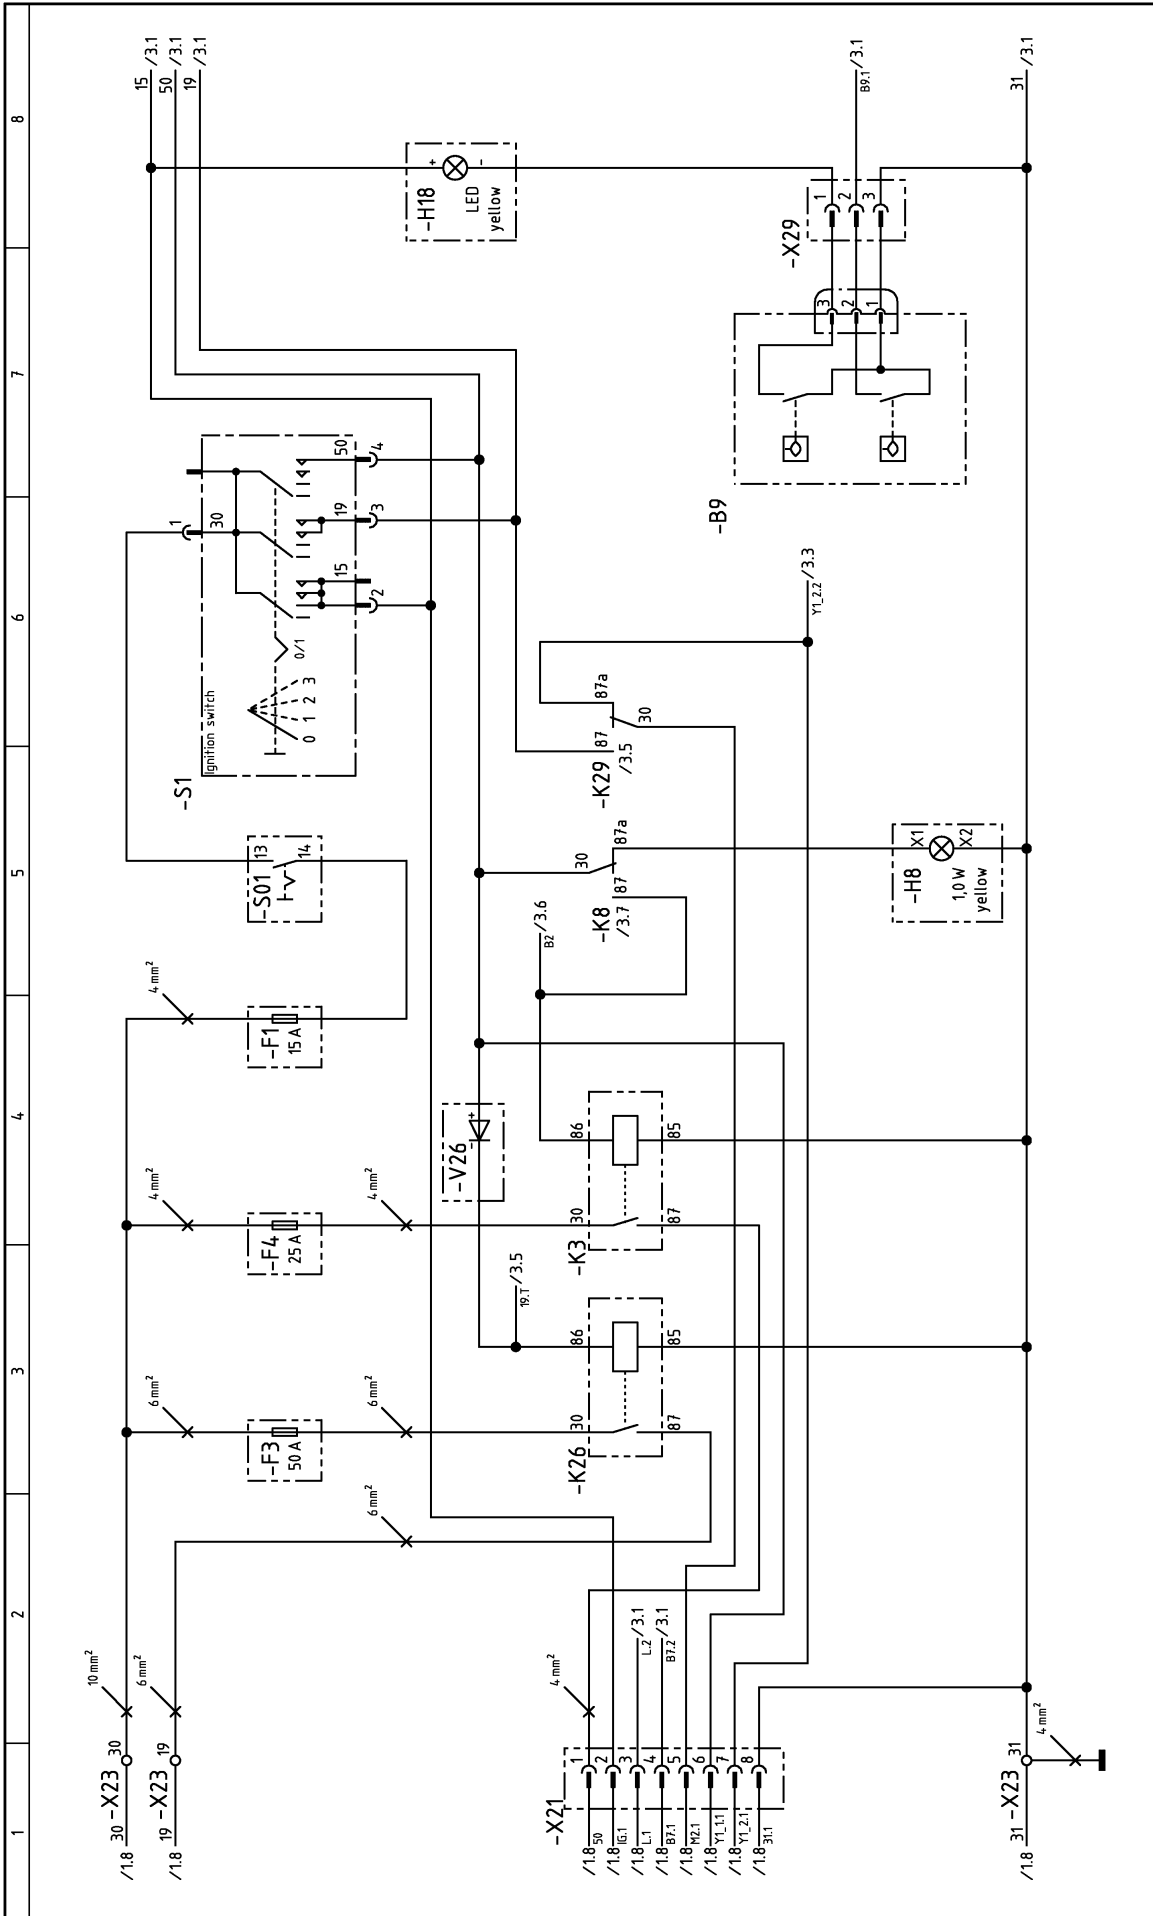 1
2
3
4
5
6
7
8
/1.8
30
-X23
30
10 mm²
6 mm²
-F3
50 A
4 mm²
-F4
25 A
4 mm²
-F1
15 A
-S01
13
14
-S1
Ignition switch
0
1
2
3
0/1
1
30
15
2
19
3
50
4
15
/3.1
50
/3.1
19
/3.1
/1.8
19
-X23
19
6 mm²
6 mm²
6 mm²
4 mm²
-V26
+
-
-H18
+
-
LED
yellow
19.T
/3.5
-K26
30
87
86
85
-K3
30
87
86
85
B2
/3.6
-K8
/3.7
30
87
87a
-K29
/3.5
87
87a
30
-H8
X1
X2
1,0 W
yellow
Y1_2.2
/3.3
-B9
3
2
1
-X29
1
2
3
B9.1
/3.1
-X21
4 mm²
/1.8
50
1
/1.8
IG.1
2
/1.8
L.1
3
L.2
/3.1
/1.8
B7.1
4
B7.2
/3.1
/1.8
M2.1
5
/1.8
Y1_1.1
6
/1.8
Y1_2.1
7
/1.8
31.1
8
/1.8
31
-X23
31
4 mm²
31
/3.1